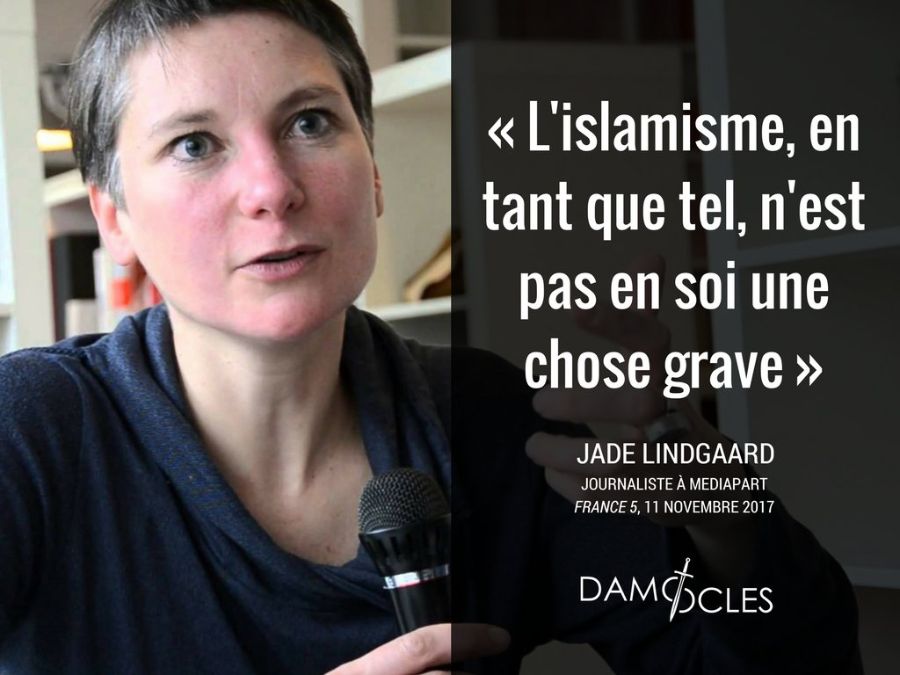 « L'islamisme, en
tant que tel, n'est
pas en soi une
chose grave »
JADE LINDGAARD
JOURNALISTE À MEDIAPART
FRANCE 5, 11 NOVEMBRE 2017
DAMOCLES